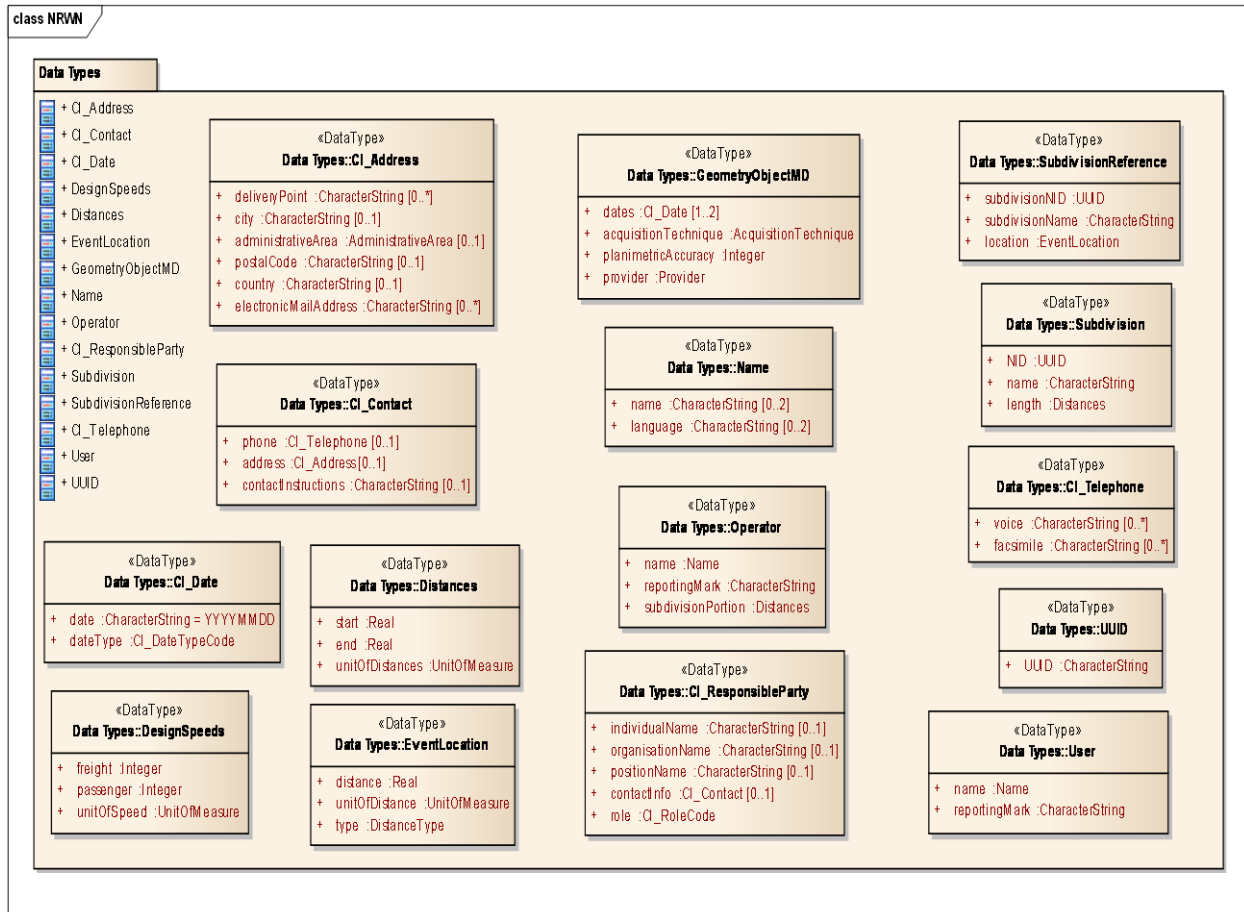 class NRWN
Data Types
+ CI_Address
+ CI_Contact
+ CI_Date
+ DesignSpeeds
+ Distances
+ EventLocation
+ GeometryObjectMD
+ Name
+ Operator
+ CI_ResponsibleParty
+ Subdivision
+ SubdivisionReference
+ CI_Telephone
+ User
+ UUID
«DataType»
Data Types::CI_Address
+ deliveryPoint :CharacterString [0..*]
+ city :CharacterString [0..1]
+ administrativeArea :AdministrativeArea [0..1]
+ postalCode :CharacterString [0..1]
+ country :CharacterString [0..1]
+ electronicMailAddress :CharacterString [0..*]
«DataType»
Data Types::CI_Contact
+ phone :CI_Telephone [0..1]
+ address :CI_Address[0..1]
+ contactInstructions :CharacterString [0..1]
«DataType»
Data Types::CI_Date
+ date :CharacterString = YYYYMMDD
+ dateType :CI_DateTypeCode
«DataType»
Data Types::Distances
+ start :Real
+ end :Real
+ unitOfDistances :UnitOfMeasure
«DataType»
Data Types::DesignSpeeds
+ freight :Integer
+ passenger :Integer
+ unitOfSpeed :UnitOfMeasure
«DataType»
Data Types::EventLocation
+ distance :Real
+ unitOfDistance :UnitOfMeasure
+ type :DistanceType
«DataType»
Data Types::GeometryObjectMD
+ dates :CI_Date [1..2]
+ acquisitionTechnique :AcquisitionTechnique
+ planimetricAccuracy :Integer
+ provider :Provider
«DataType»
Data Types::Name
+ name :CharacterString [0..2]
+ language :CharacterString [0..2]
«DataType»
Data Types::Operator
+ name :Name
+ reportingMark :CharacterString
+ subdivisionPortion :Distances
«DataType»
Data Types::CI_ResponsibleParty
+ individualName :CharacterString [0..1]
+ organisationName :CharacterString [0..1]
+ positionName :CharacterString [0..1]
+ contactInfo :CI_Contact [0..1]
+ role :CI_RoleCode
«DataType»
Data Types::SubdivisionReference
+ subdivisionNID :UUID
+ subdivisionName :CharacterString
+ location :EventLocation
«DataType»
Data Types::Subdivision
+ NID :UUID
+ name :CharacterString
+ length :Distances
«DataType»
Data Types::CI_Telephone
+ voice :CharacterString [0..*]
+ facsimile :CharacterString [0..*]
«DataType»
Data Types::UUID
+ UUID :CharacterString
«DataType»
Data Types::User
+ name :Name
+ reportingMark :CharacterString